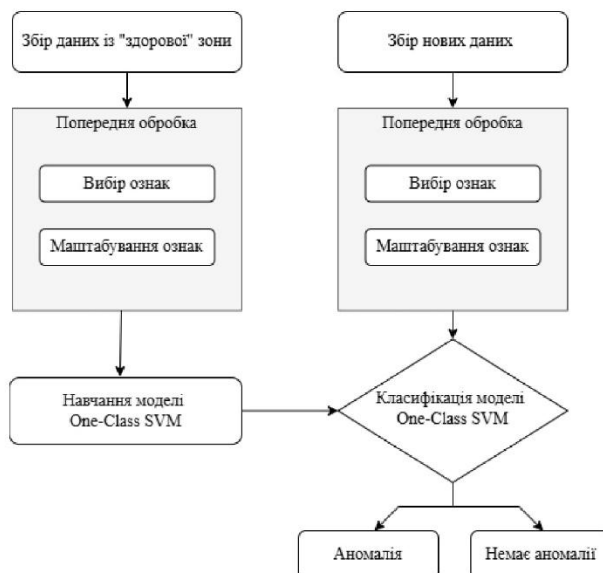 Збір даних із "здорової" зони
Попередня обробка
Вибір ознак
Маштабування ознак
Навчання моделі
One-Class SVM
Збір нових даних
Попередня обробка
Вибір ознак
Маштабування ознак
Класифікація моделі
One-Class SVM
Аномалія
Немає аномалії